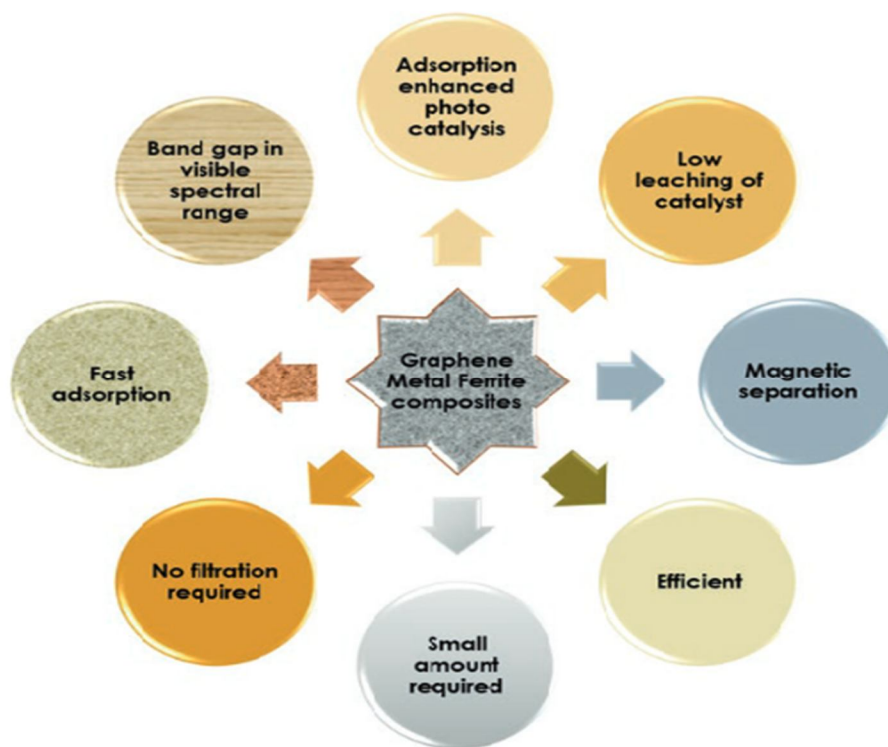 Adsorption
enhanced
photo
catalysis
Low
leaching of
catalyst
Magnetic
separation
Efficient
Small
amount
required
No filtration
required
Fast
adsorption
Band gap in
visible
spectral
range
Graphene
Metal Ferrite
composites